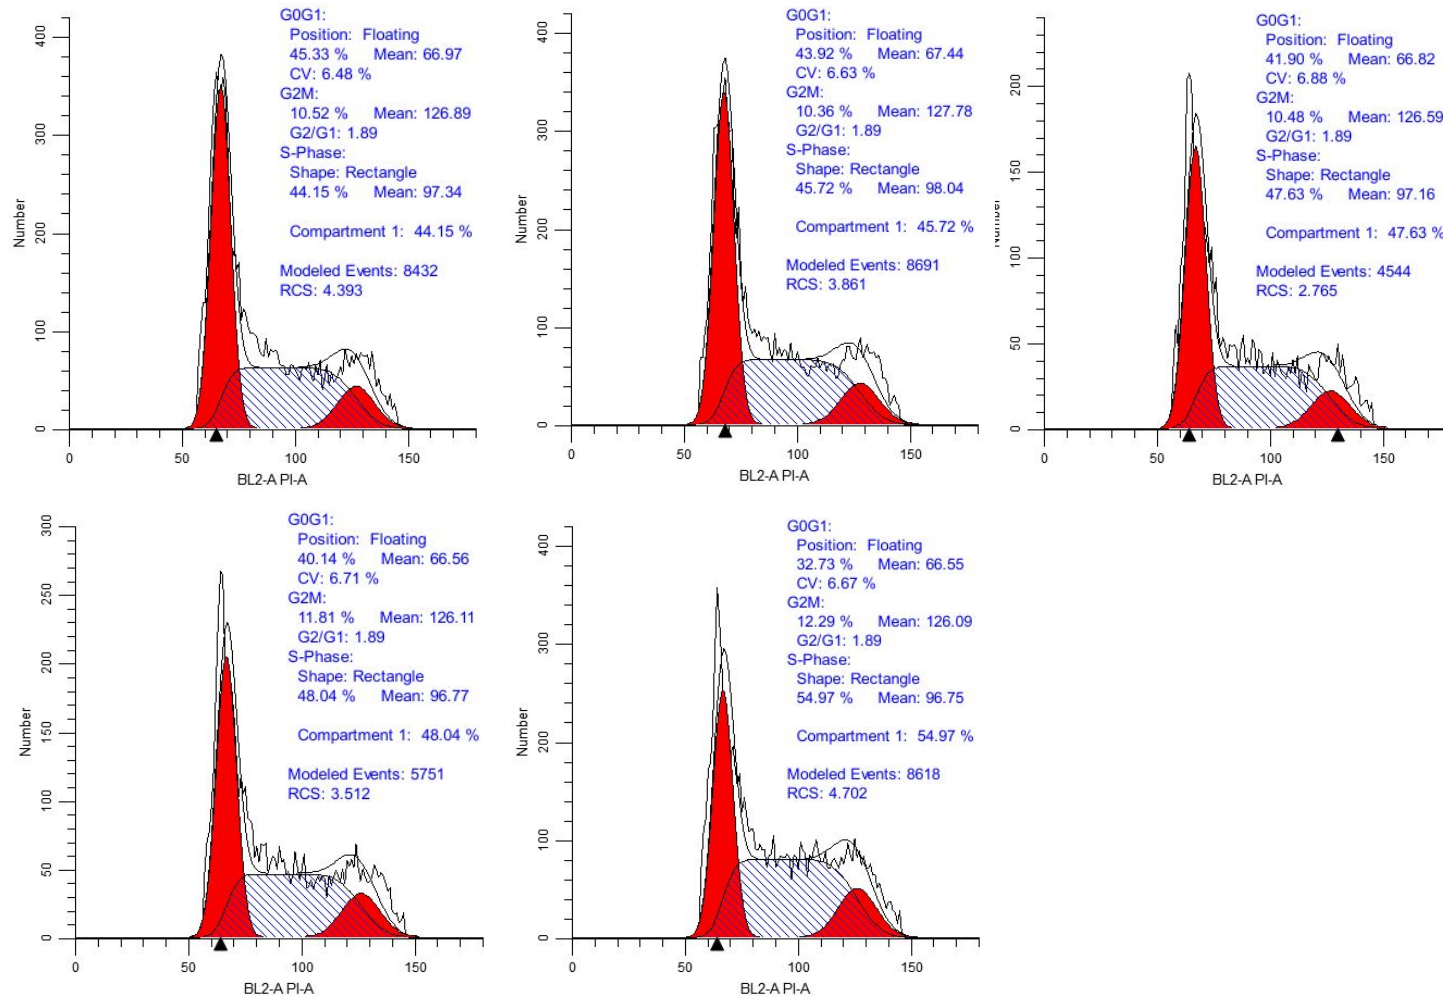 G0G1:
Position: Floating
45.33 % Mean: 66.97
CV: 6.48 %
G2M:
10.52 % Mean: 126.89
G2/G1: 1.89
S-Phase:
Shape: Rectangle
44.15 % Mean: 97.34
Compartment 1: 44.15 %
Modeled Events: 8432
RCS: 4.393
Number
400
300
200
100
0
0 50 100 150
BL2-A PI-A
G0G1:
Position: Floating
43.92 % Mean: 67.44
CV: 6.63 %
G2M:
10.36 % Mean: 127.78
G2/G1: 1.89
S-Phase:
Shape: Rectangle
45.72 % Mean: 98.04
Compartment 1: 45.72 %
Modeled Events: 8691
RCS: 3.861
Number
400
300
200
100
0
0 50 100 150
BL2-A PI-A
G0G1:
Position: Floating
41.90 % Mean: 66.82
CV: 6.88 %
G2M:
10.48 % Mean: 126.59
G2/G1: 1.89
S-Phase:
Shape: Rectangle
47.63 % Mean: 97.16
Compartment 1: 47.63 %
Modeled Events: 4544
RCS: 2.765
Number
200
150
100
50
0
0 50 100 150
BL2-A PI-A
G0G1:
Position: Floating
40.14 % Mean: 66.56
CV: 6.71 %
G2M:
11.81 % Mean: 126.11
G2/G1: 1.89
S-Phase:
Shape: Rectangle
48.04 % Mean: 96.77
Compartment 1: 48.04 %
Modeled Events: 5751
RCS: 3.512
Number
300
250
200
150
100
50
0
0 50 100 150
BL2-A PI-A
G0G1:
Position: Floating
32.73 % Mean: 66.55
CV: 6.67 %
G2M:
12.29 % Mean: 126.09
G2/G1: 1.89
S-Phase:
Shape: Rectangle
54.97 % Mean: 96.75
Compartment 1: 54.97 %
Modeled Events: 8618
RCS: 4.702
Number
400
300
200
100
0
0 50 100 150
BL2-A PI-A